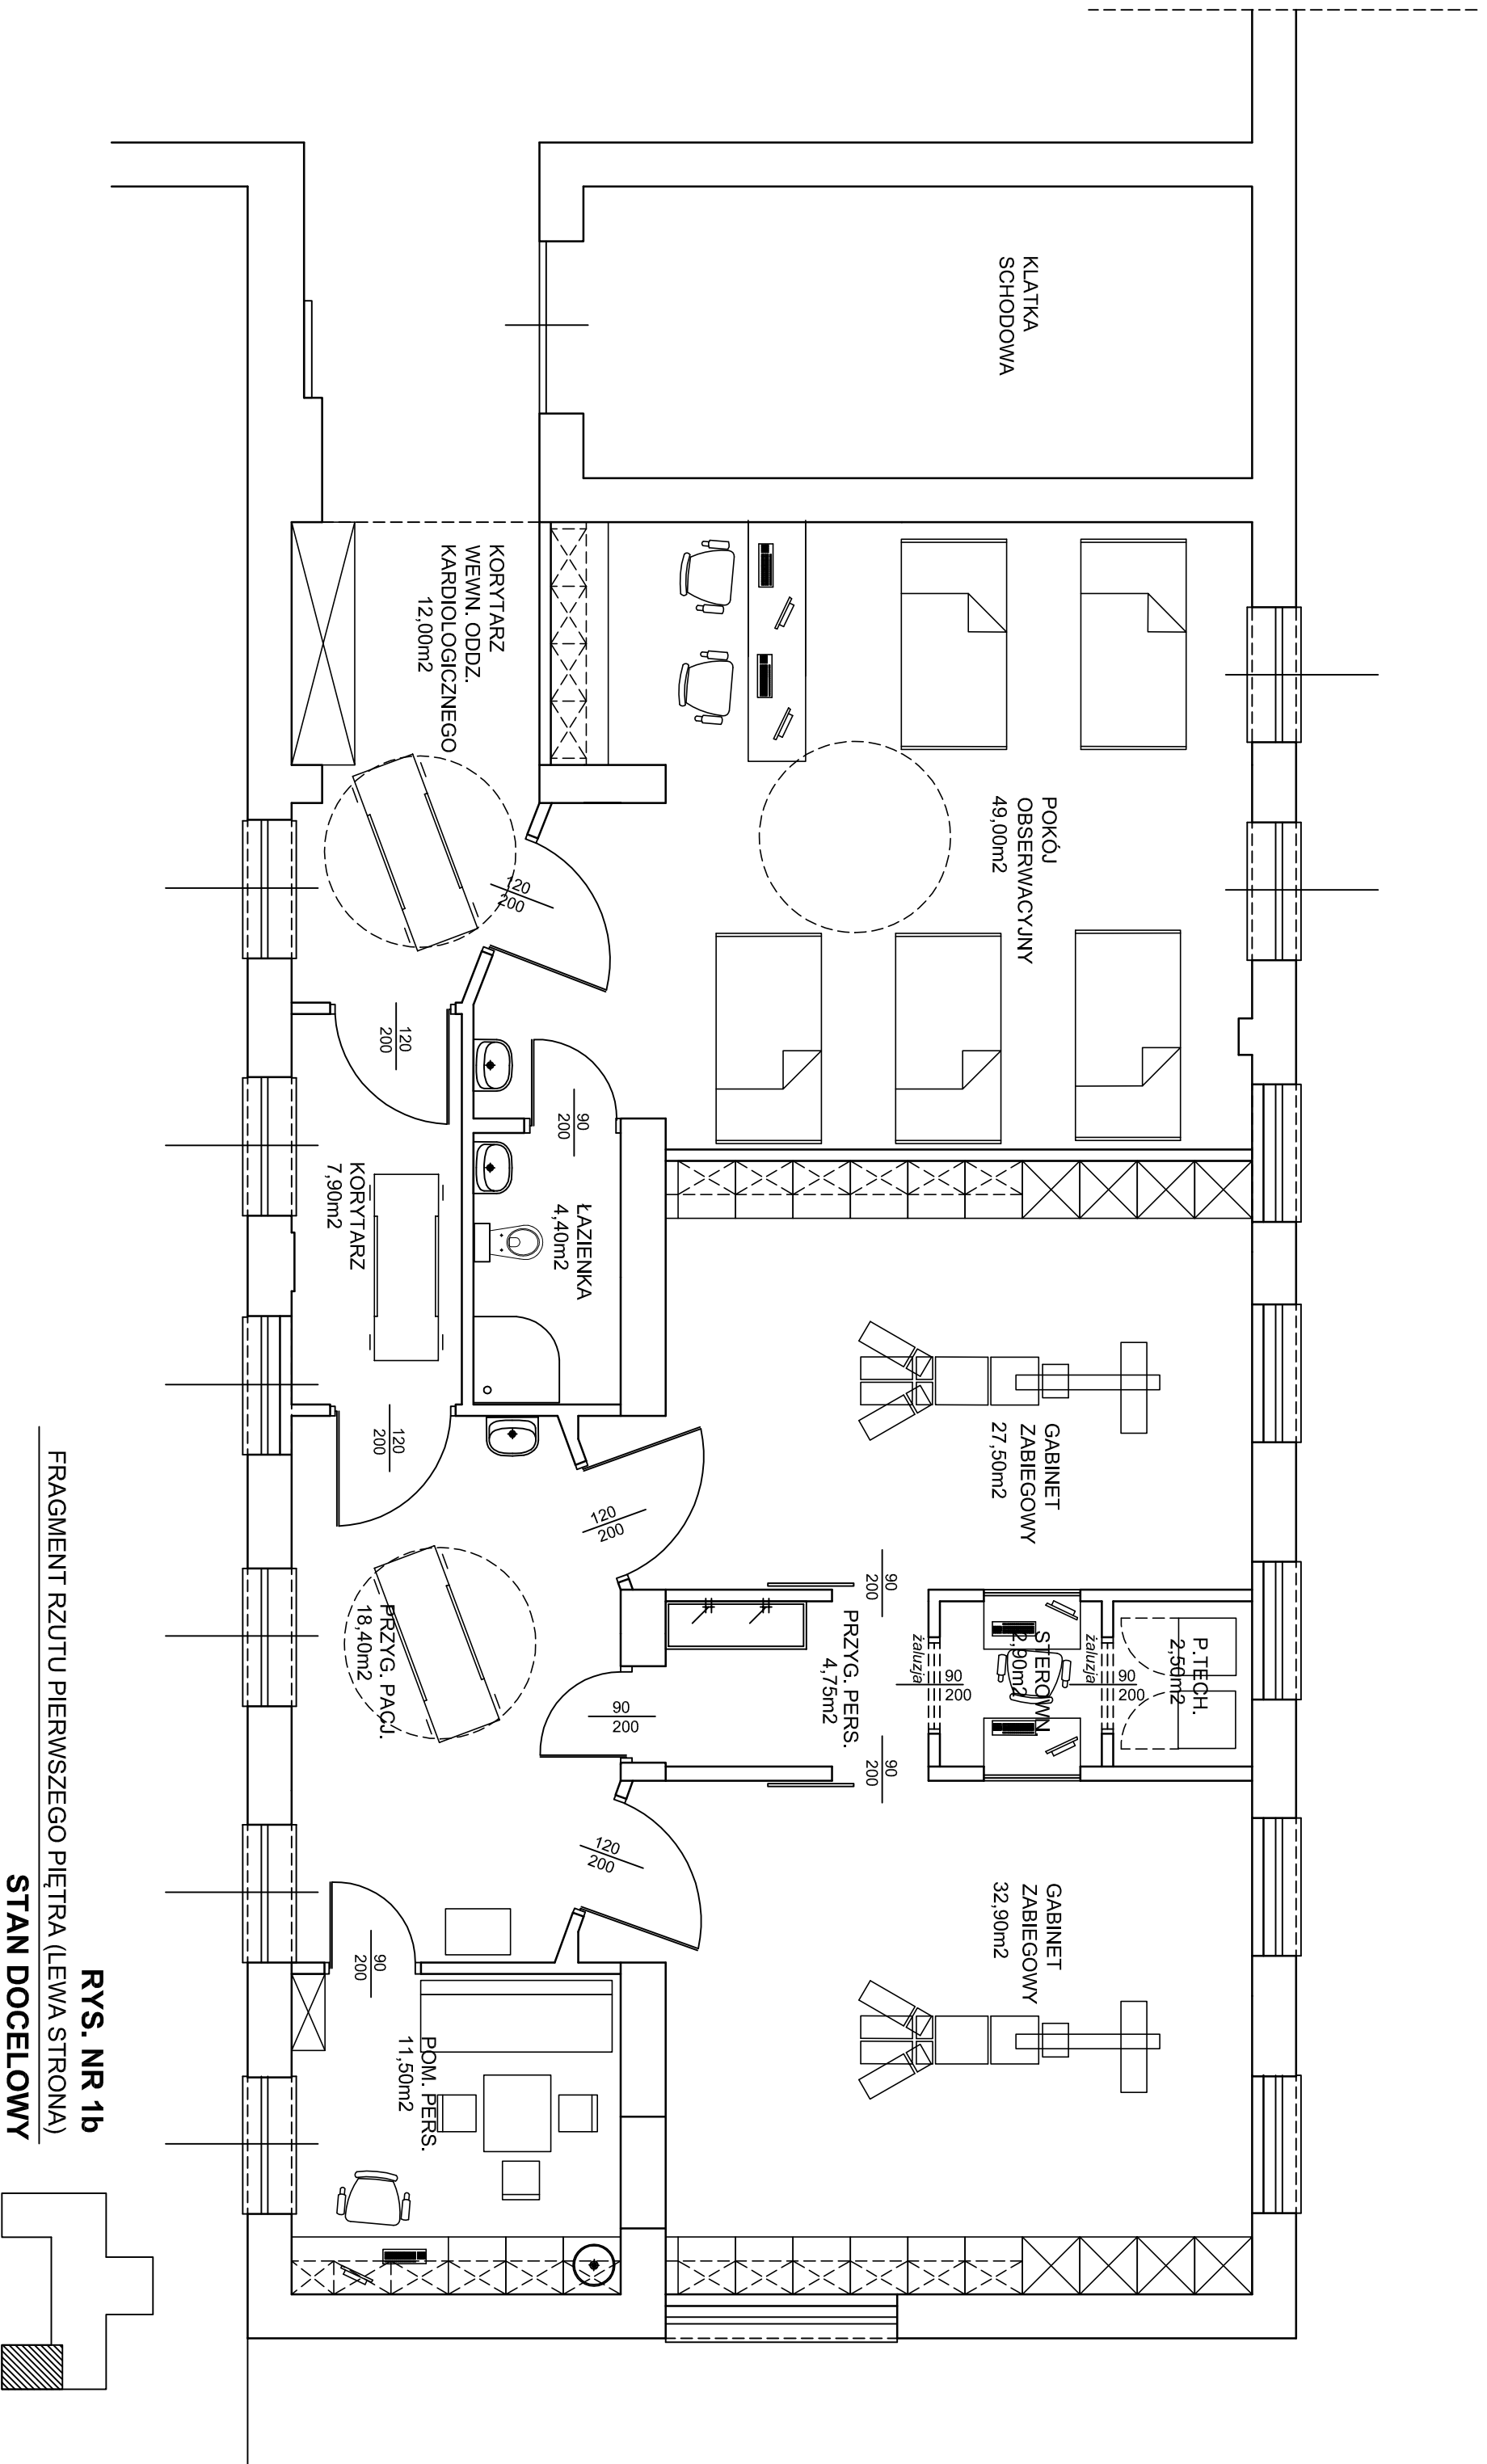 KLATKA
SCHODOWA
KORYTARZ
WEWN. ODDZ.
KARDIOLOGICZNEGO
12,00m2
POKÓJ
OBSERWACYJNY
49,00m2
120
200
120
200
90
200
ŁAZIENKA
4,40m2
KORYTARZ
7,90m2
120
200
GABINET
ZABIEGOWY
27,50m2
120
200
90
200
PRZYG. PERS.
4,75m2
żaluzja
90
200
STEROWN.
2,90m2
żaluzja
90
200
P.TECH.
2,50m2
PRZYG. PACJ.
18,40m2
90
200
90
200
120
200
GABINET
ZABIEGOWY
32,90m2
90
200
POM. PERS.
11,50m2
RYS. NR 1b
FRAGMENT RZUTU PIERWSZEGO PIĘTRA (LEWA STRONA)
STAN DOCELOWY